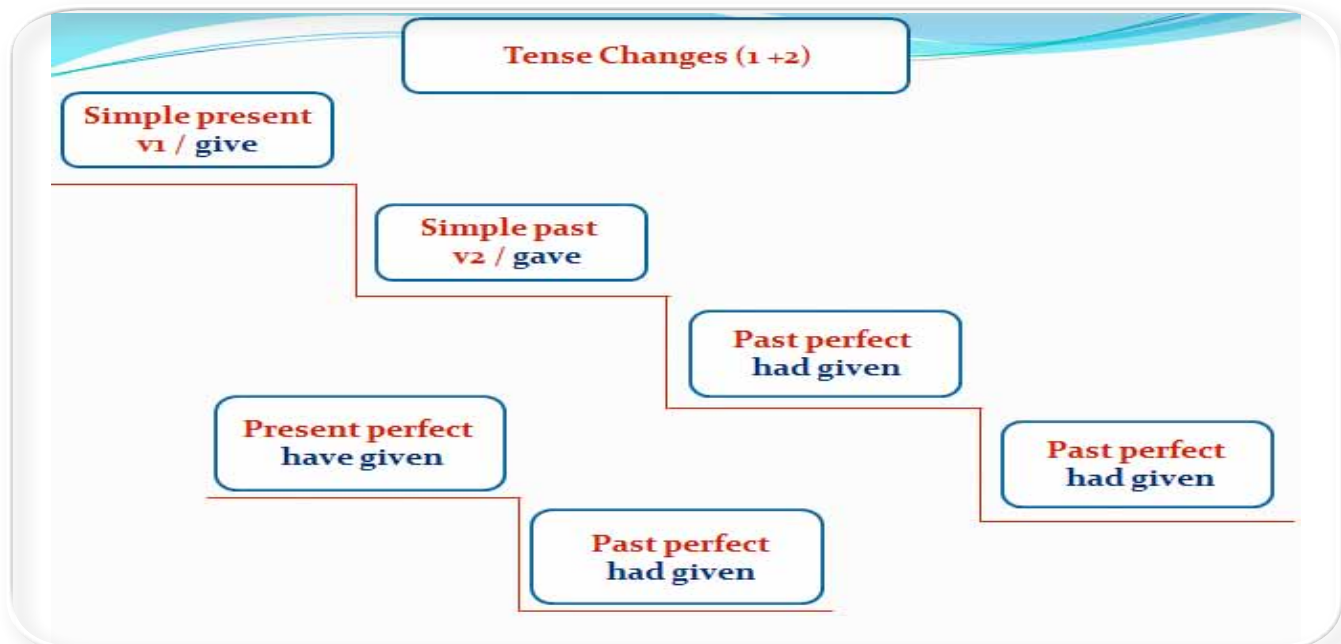 Tense Changes (1 +2)
Simple present
v1 / give
Simple past
v2 / gave
Past perfect
had given
Present perfect
have given
Past perfect
had given
Past perfect
had given